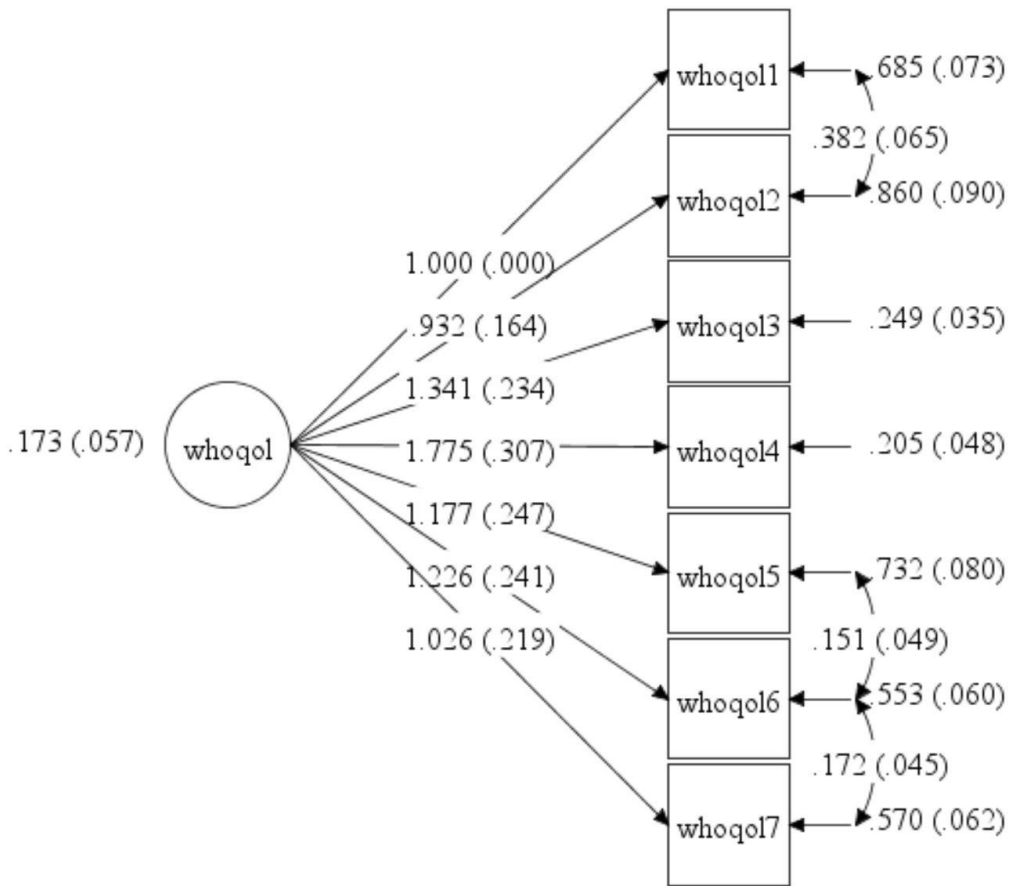 whoqol1
.685 (.073)
.382 (.065)
whoqol2
.860 (.090)
1.000 (.000)
.932 (.164)
whoqol3
.249 (.035)
1.341 (.234)
.173 (.057)
whoqol
1.775 (.307)
whoqol4
.205 (.048)
1.177 (.247)
1.226 (.241)
whoqol5
.732 (.080)
1.026 (.219)
.151 (.049)
whoqol6
.553 (.060)
.172 (.045)
whoqol7
.570 (.062)